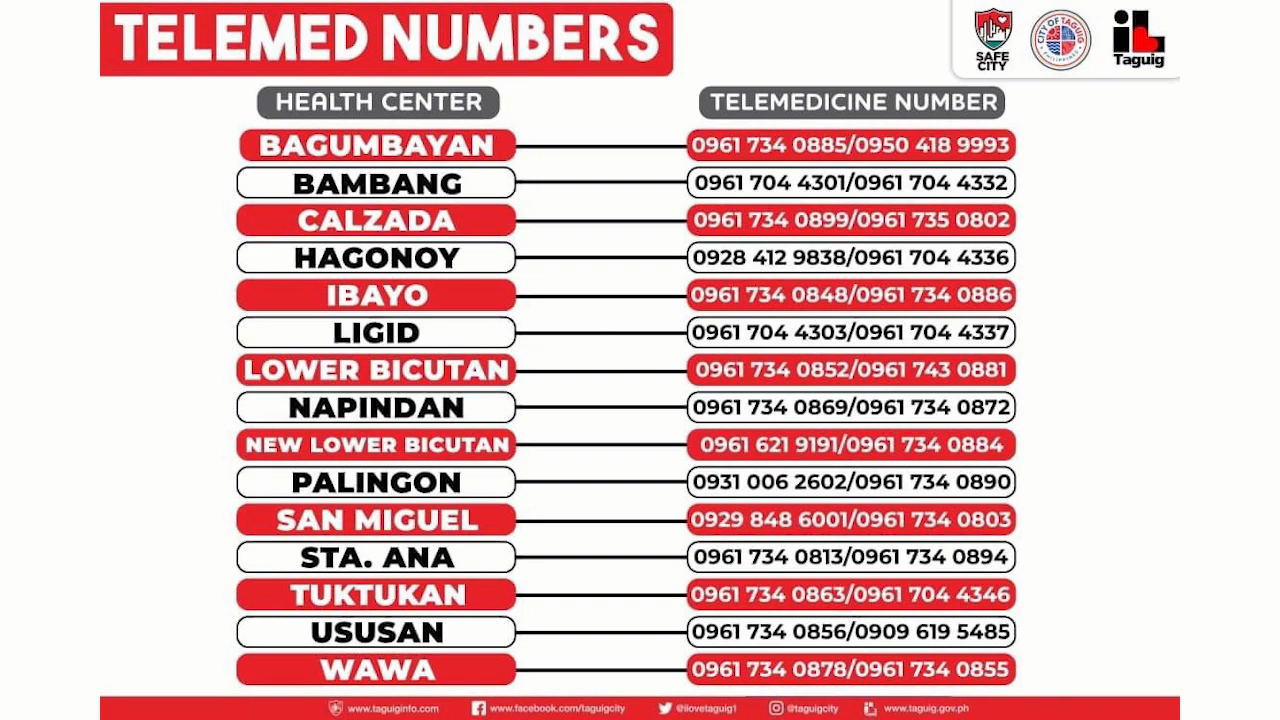 TELEMED NUMBERS
SAFE CITY
CITY OF TAGUIG
PHILIPPINES
iL Taguig
HEALTH CENTER TELEMEDICINE NUMBER
BAGUMBAYAN 0961 734 0885/0950 418 9993
BAMBANG 0961 704 4301/0961 704 4332
CALZADA 0961 734 0899/0961 735 0802
HAGONOY 0928 412 9838/0961 704 4336
IBAYO 0961 734 0848/0961 734 0886
LIGID 0961 704 4303/0961 704 4337
LOWER BICUTAN 0961 734 0852/0961 743 0881
NAPINDAN 0961 734 0869/0961 734 0872
NEW LOWER BICUTAN 0961 621 9191/0961 734 0884
PALINGON 0931 006 2602/0961 734 0890
SAN MIGUEL 0929 848 6001/0961 734 0803
STA. ANA 0961 734 0813/0961 734 0894
TUKTUKAN 0961 734 0863/0961 704 4346
USUSAN 0961 734 0856/0909 619 5485
WAWA 0961 734 0878/0961 734 0855
www.taguiginfo.com www.facebook.com/taguigcity @ilovetaguig1 @taguigcity www.taguig.gov.ph